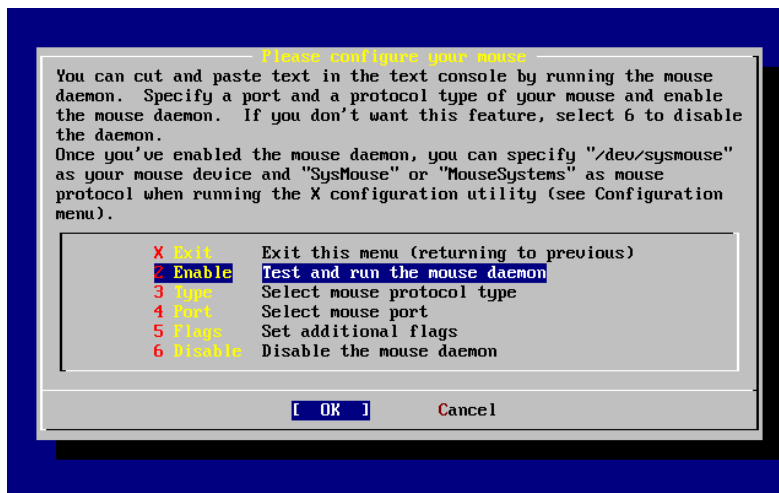 Please configure your mouse
You can cut and paste text in the text console by running the mouse
daemon.  Specify a port and a protocol type of your mouse and enable
the mouse daemon.  If you don't want this feature, select 6 to disable
the daemon.
Once you've enabled the mouse daemon, you can specify "/dev/sysmouse"
as your mouse device and "SysMouse" or "MouseSystems" as mouse
protocol when running the X configuration utility (see Configuration
menu).
X Exit Exit this menu (returning to previous)
2 Enable Test and run the mouse daemon
3 Type Select mouse protocol type
4 Port Select mouse port
5 Flags Set additional flags
6 Disable Disable the mouse daemon
[ OK ] Cancel